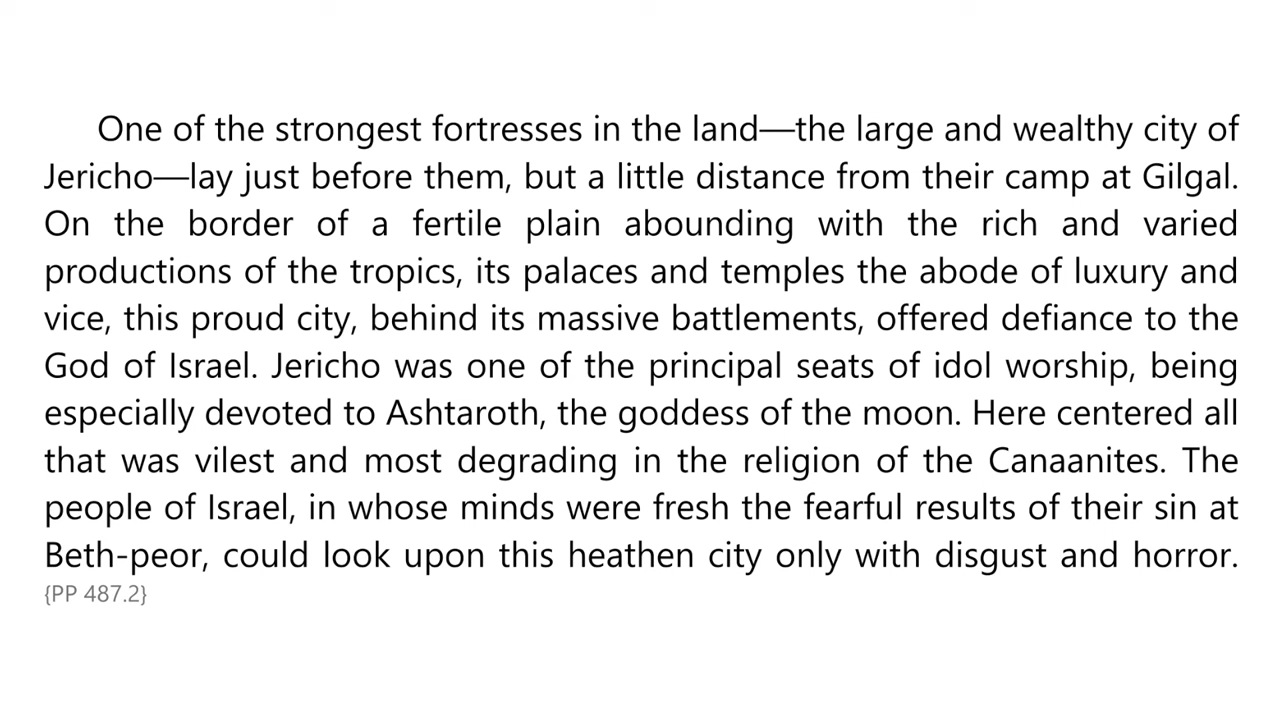 One of the strongest fortresses in the land—the large and wealthy city of
Jericho—lay just before them, but a little distance from their camp at Gilgal.
On the border of a fertile plain abounding with the rich and varied
productions of the tropics, its palaces and temples the abode of luxury and
vice, this proud city, behind its massive battlements, offered defiance to the
God of Israel. Jericho was one of the principal seats of idol worship, being
especially devoted to Ashtaroth, the goddess of the moon. Here centered all
that was vilest and most degrading in the religion of the Canaanites. The
people of Israel, in whose minds were fresh the fearful results of their sin at
Beth-peor, could look upon this heathen city only with disgust and horror.
{PP 487.2}